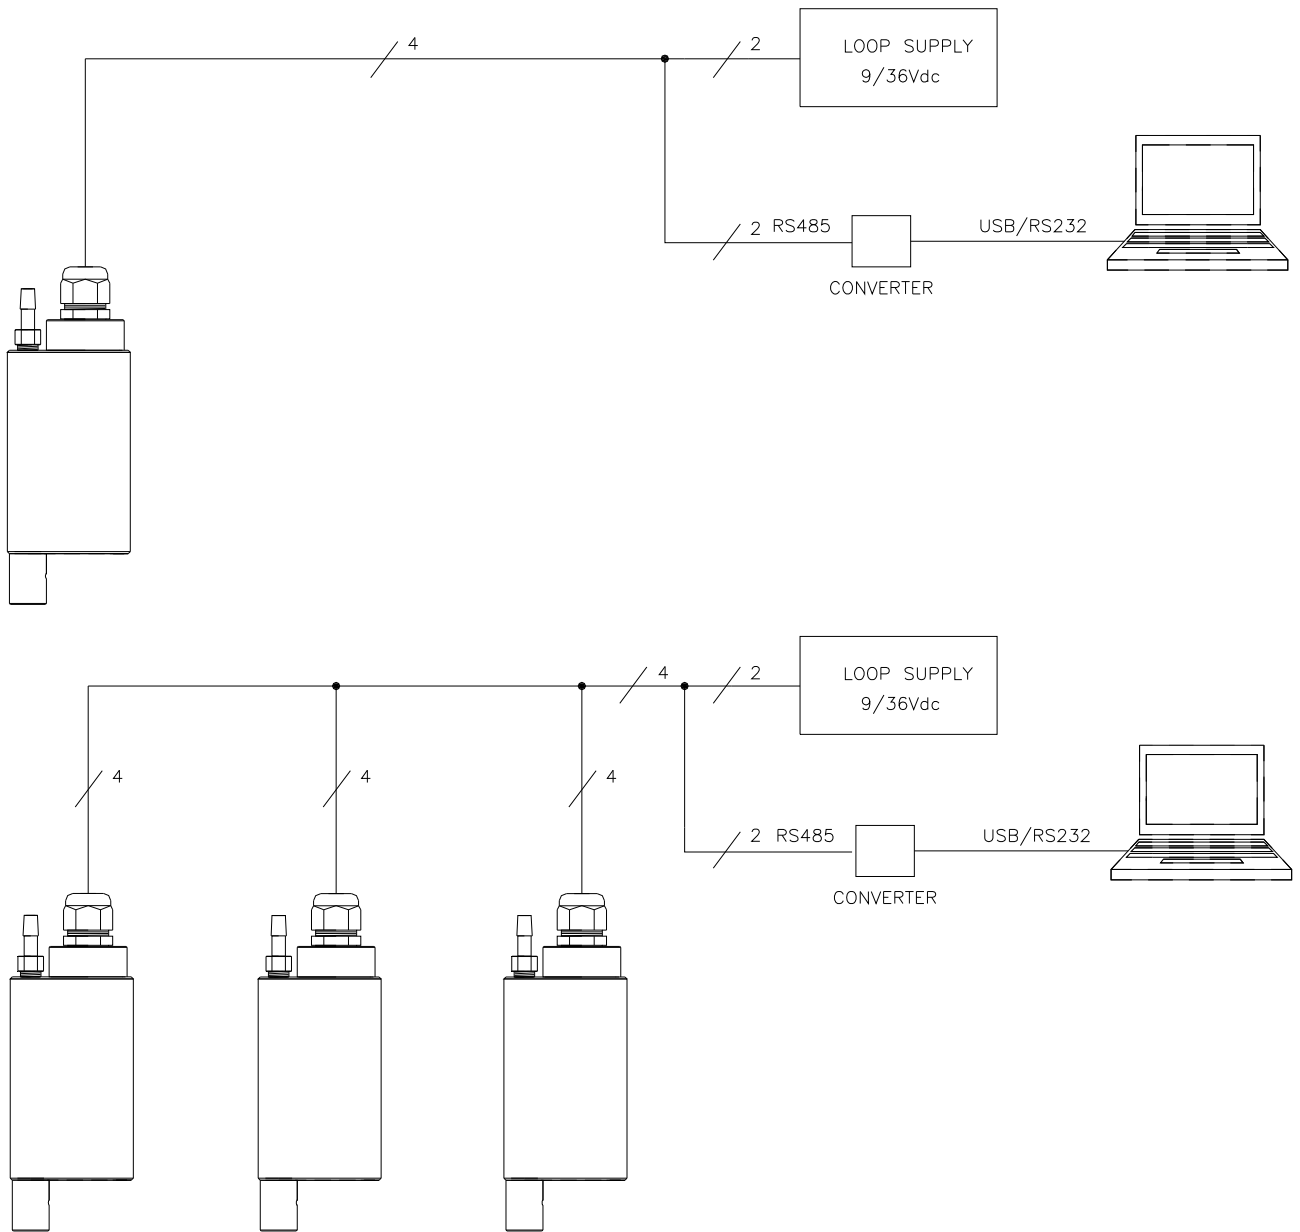 4
2
LOOP SUPPLY
9/36Vdc
2 RS485
USB/RS232
CONVERTER
4
2
LOOP SUPPLY
9/36Vdc
4
4
4
2 RS485
USB/RS232
CONVERTER